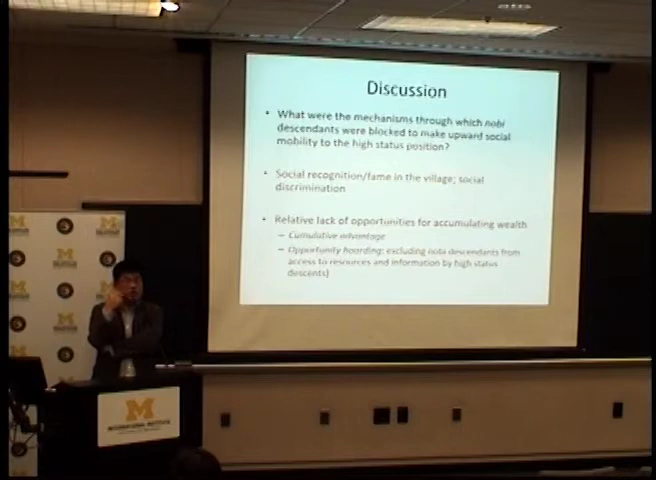 Discussion
• What were the mechanisms through which nobi
descendants were blocked to make upward social
mobility to the high status position?
• Social recognition/fame in the village; social
discrimination
• Relative lack of opportunities for accumulating wealth
– Cumulative advantage
– Opportunity hoarding: excluding nobi descendants from
access to resources and information by high status
descents)
M
INTERNATIONAL INSTITUTE